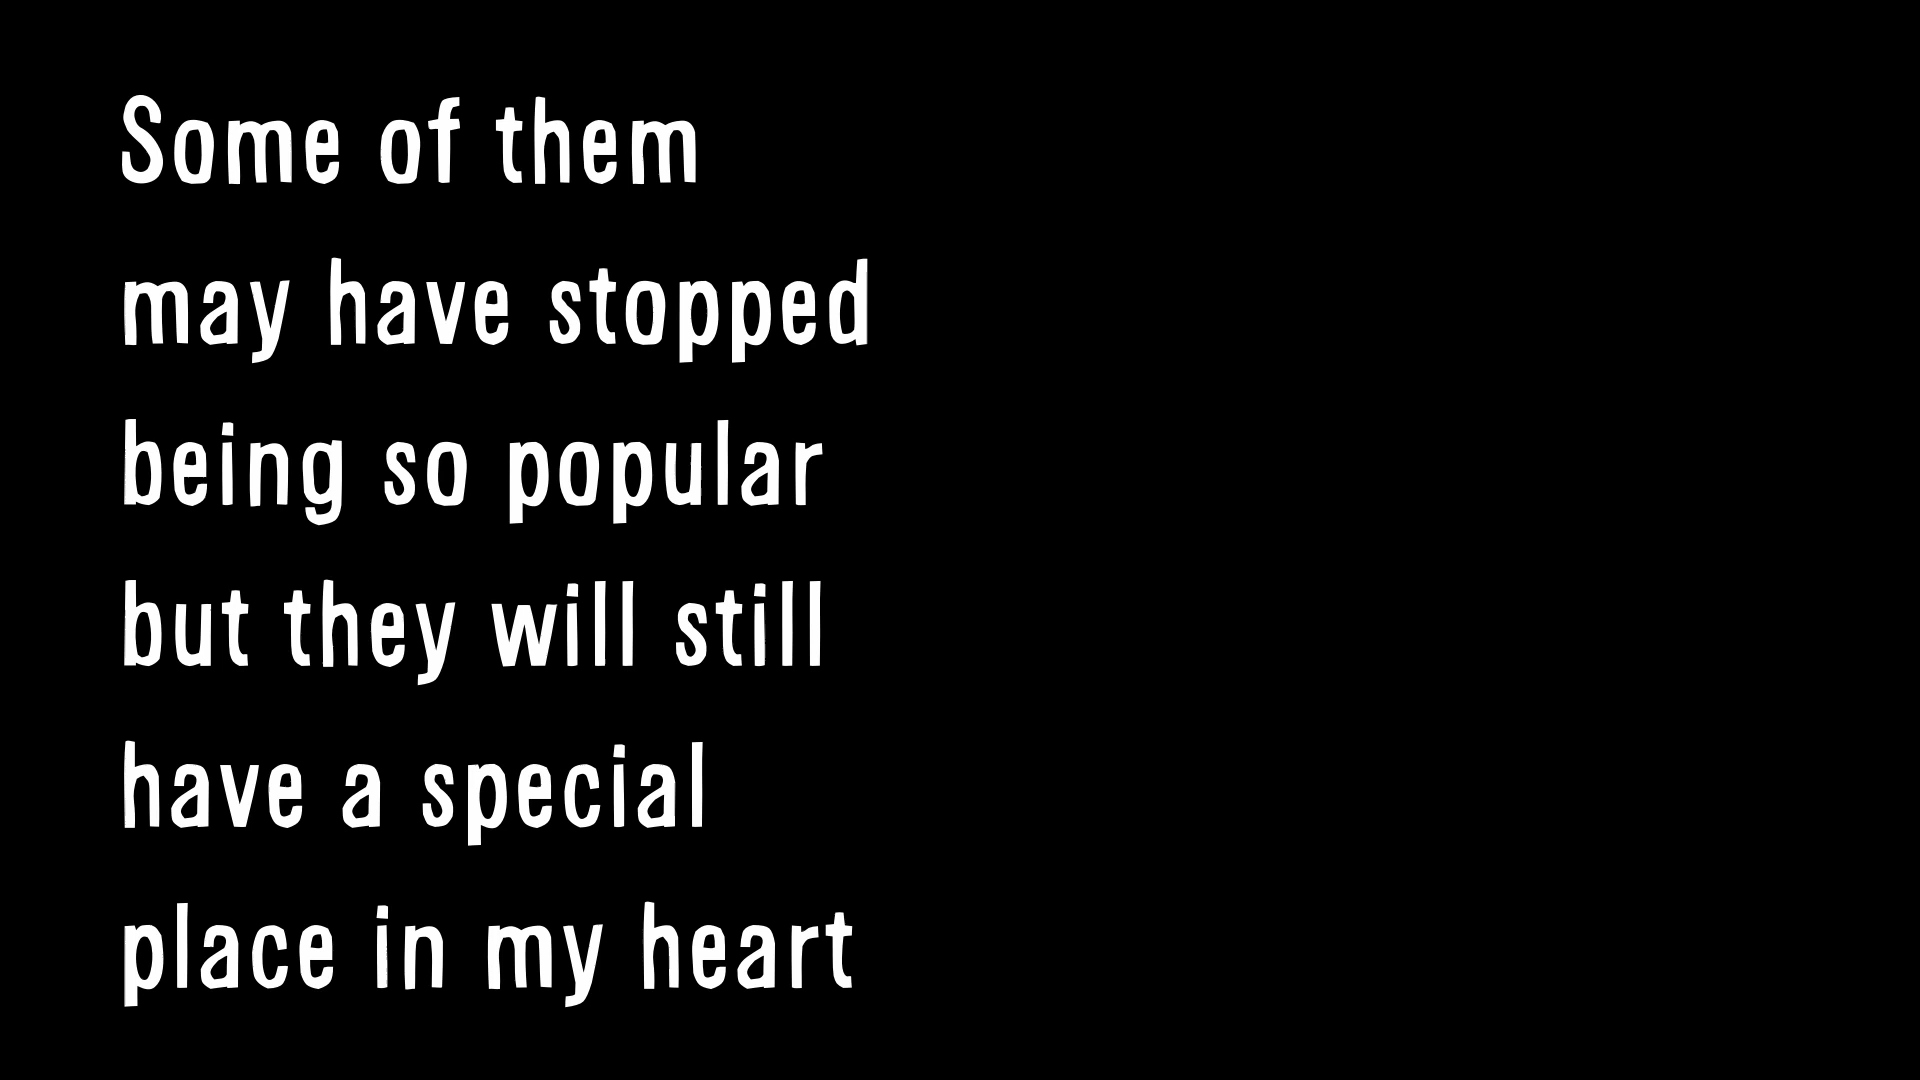 Some of them
may have stopped
being so popular
but they will still
have a special
place in my heart